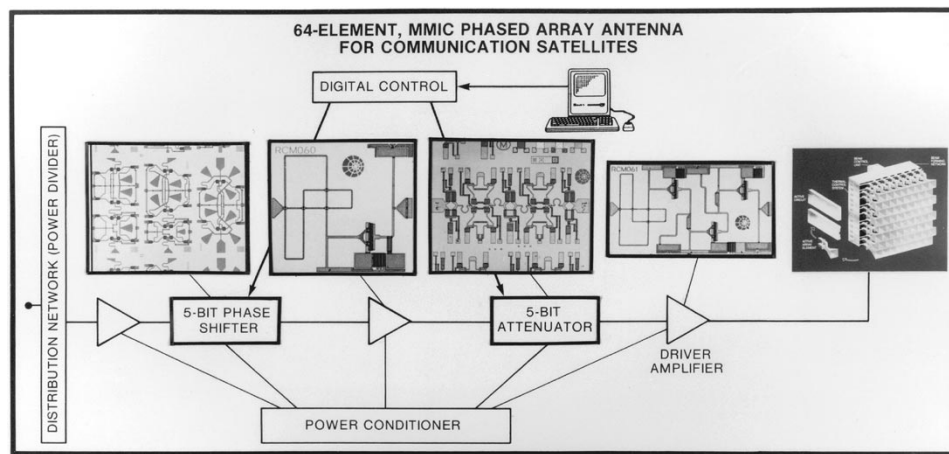 64-ELEMENT, MMIC PHASED ARRAY ANTENNA
FOR COMMUNICATION SATELLITES
DIGITAL CONTROL
DISTRIBUTION NETWORK (POWER DIVIDER)
RCM060
M
RCM061
5-BIT PHASE
SHIFTER
5-BIT
ATTENUATOR
DRIVER
AMPLIFIER
POWER CONDITIONER